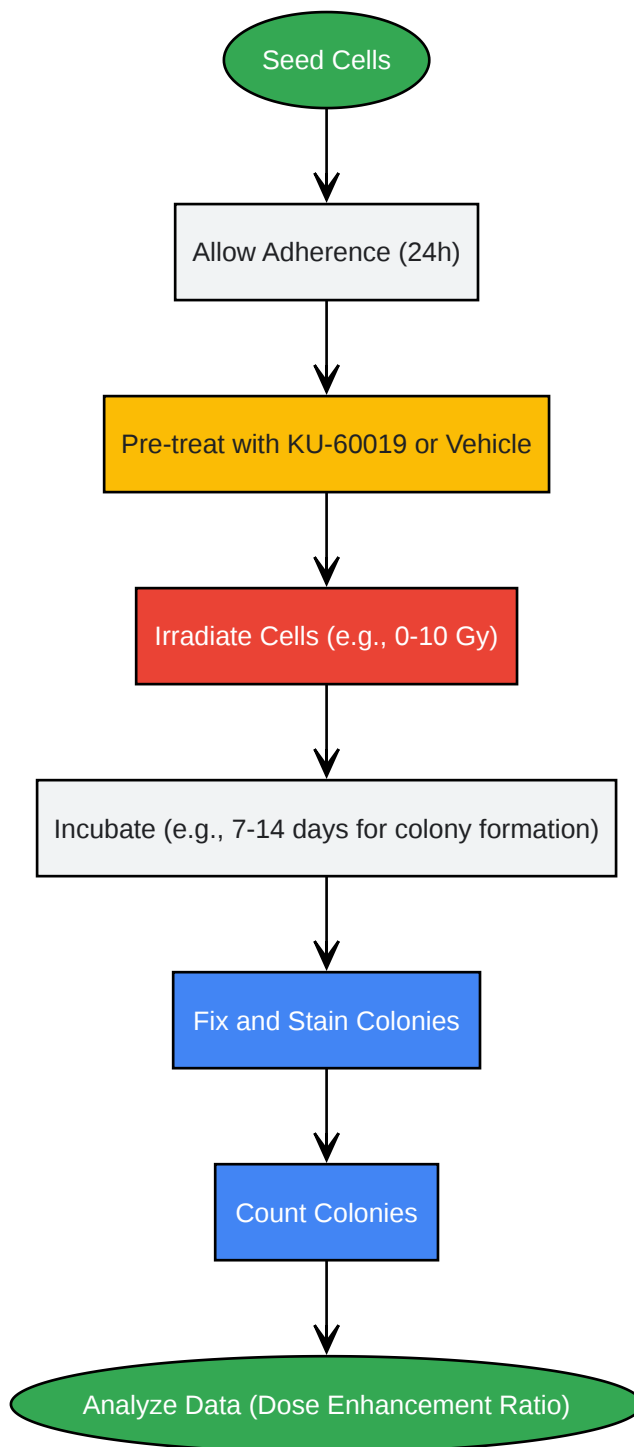 Seed Cells
Allow Adherence (24h)
Pre-treat with KU-60019 or Vehicle
Irradiate Cells (e.g., 0-10 Gy)
Incubate (e.g., 7-14 days for colony formation)
Fix and Stain Colonies
Count Colonies
Analyze Data (Dose Enhancement Ratio)